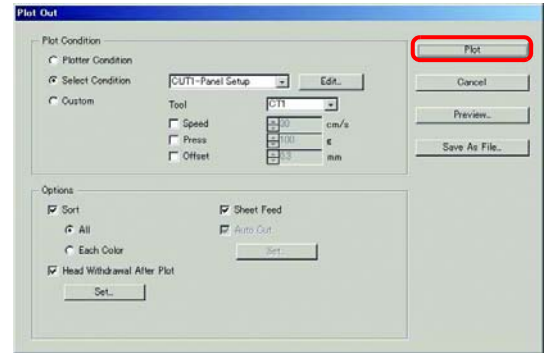 Plot Out
Plot Condition
Plotter Condition
Select Condition
CUT1-Panel Setup
Edit...
Custom
Tool
CT1
Speed
30
cm/s
Press
100
g
Offset
0.3
mm
Options
Sort
All
Each Color
Head Withdrawal After Plot
Set...
Sheet Feed
Auto Cut
Set...
Plot
Cancel
Preview...
Save As File...